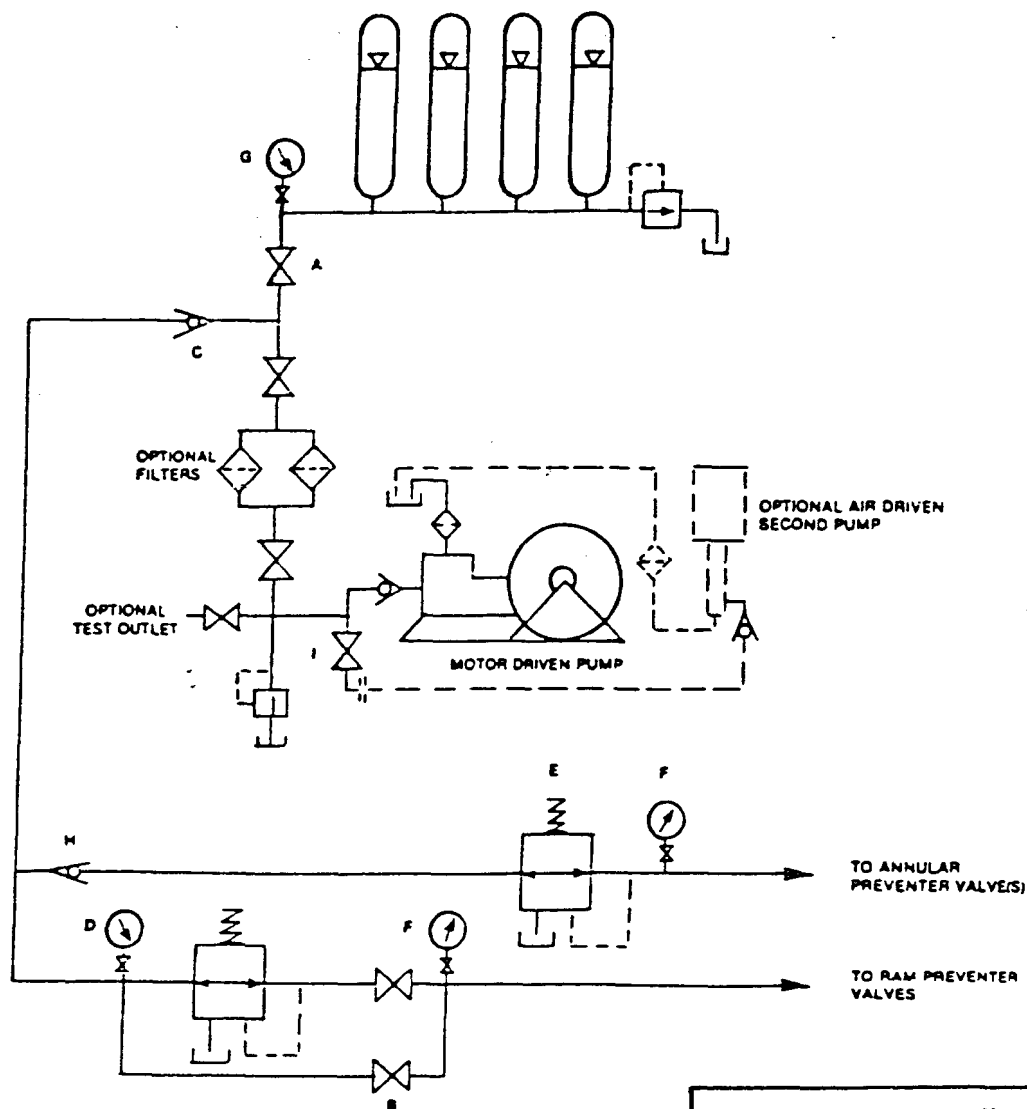 G
A
C
OPTIONAL
FILTERS
OPTIONAL AIR DRIVEN
SECOND PUMP
OPTIONAL
TEST OUTLET
I
MOTOR DRIVEN PUMP
E
F
H
TO ANNULAR
PREVENTER VALVE(S)
D
F
TO RAM PREVENTER
VALVES
B